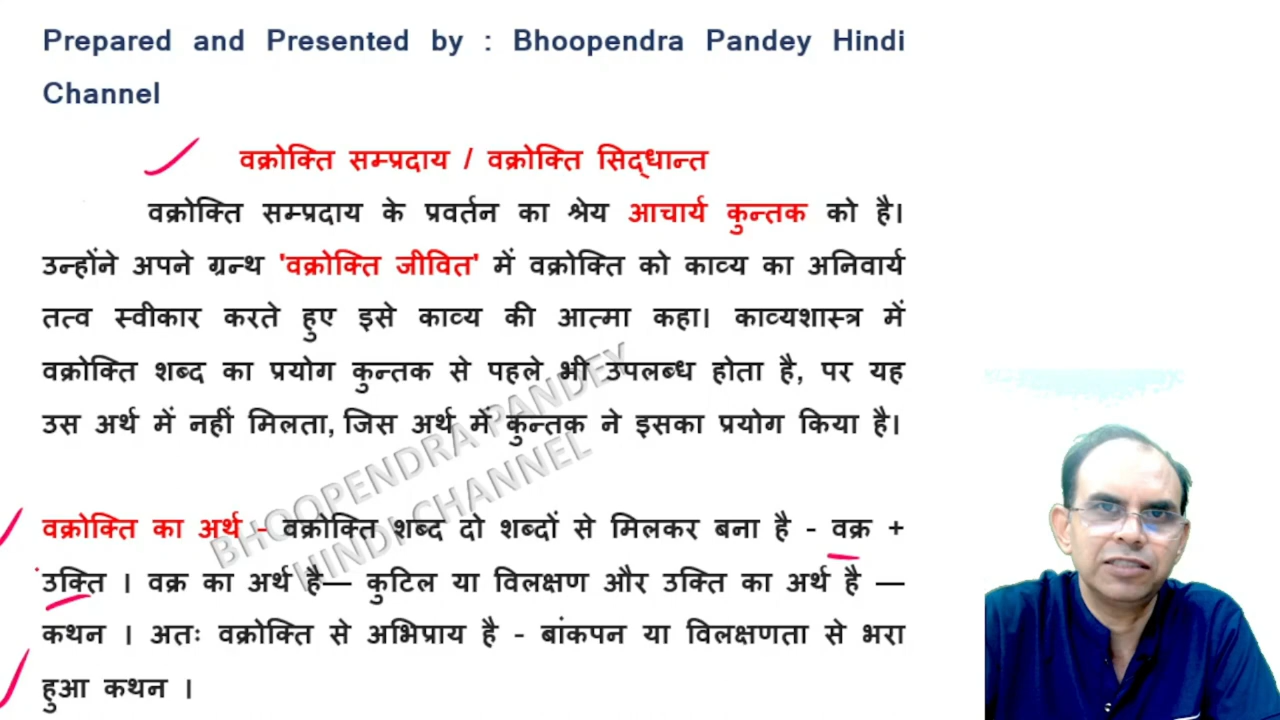 Prepared and Presented by : Bhoopendra Pandey Hindi
Channel
वक्रोक्ति सम्प्रदाय / वक्रोक्ति सिद्धान्त
वक्रोक्ति सम्प्रदाय के प्रवर्तन का श्रेय आचार्य कुन्तक को है।
उन्होंने अपने ग्रन्थ 'वक्रोक्ति जीवित' में वक्रोक्ति को काव्य का अनिवार्य
तत्व स्वीकार करते हुए इसे काव्य की आत्मा कहा। काव्यशास्त्र में
वक्रोक्ति शब्द का प्रयोग कुन्तक से पहले भी उपलब्ध होता है, पर यह
उस अर्थ में नहीं मिलता, जिस अर्थ में कुन्तक ने इसका प्रयोग किया है।
वक्रोक्ति का अर्थ - वक्रोक्ति शब्द दो शब्दों से मिलकर बना है - वक्र +
उक्ति । वक्र का अर्थ है— कुटिल या विलक्षण और उक्ति का अर्थ है —
कथन । अतः वक्रोक्ति से अभिप्राय है - बांकपन या विलक्षणता से भरा
हुआ कथन ।
BHOOPENDRA PANDEY
HINDI CHANNEL